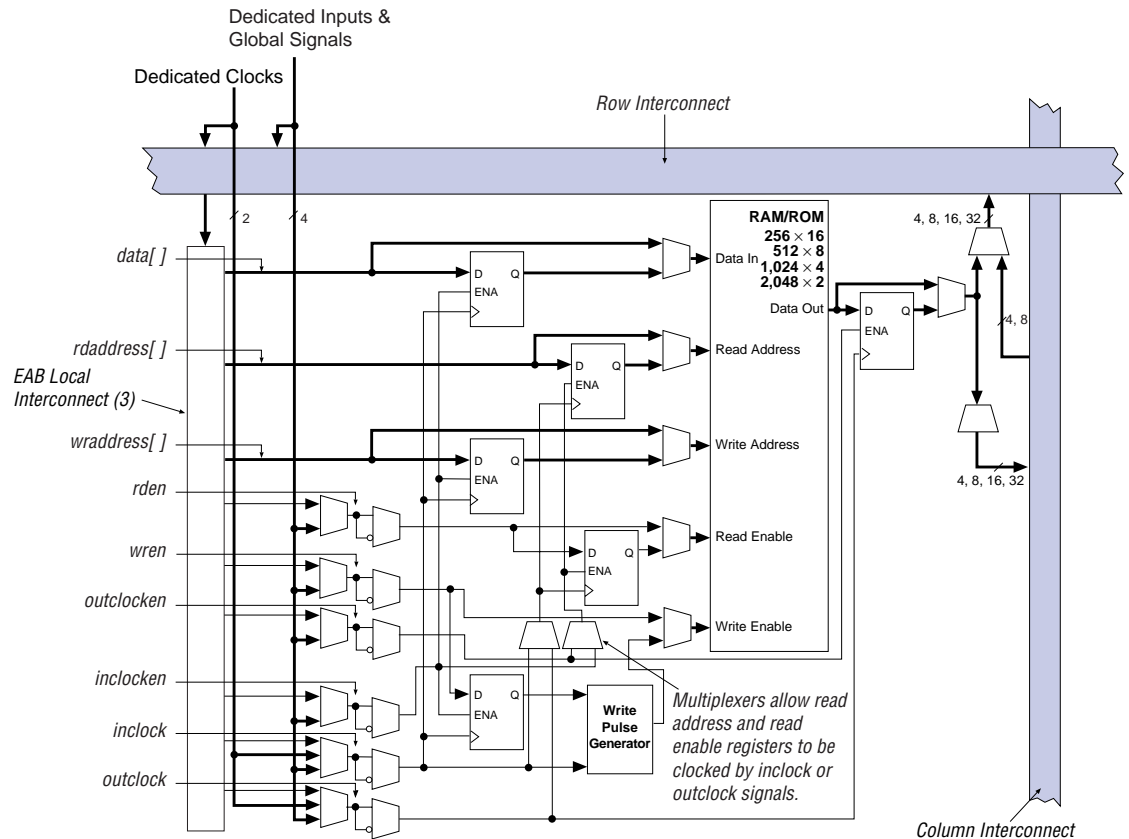 Dedicated Inputs &
Global Signals
Dedicated Clocks
Row Interconnect
2
4
4, 8, 16, 32
RAM/ROM
256 × 16
512 × 8
1,024 × 4
2,048 × 2
data[ ]
D
Q
ENA
Data In
Data Out
D
Q
ENA
4, 8
rdaddress[ ]
D
Q
ENA
Read Address
EAB Local
Interconnect (3)
wraddress[ ]
D
Q
ENA
Write Address
4, 8, 16, 32
rden
Read Enable
wren
D
Q
ENA
outclocken
Write Enable
inclocken
D
Q
ENA
Write
Pulse
Generator
Multiplexers allow read
address and read
enable registers to be
clocked by inclock or
outclock signals.
inclock
outclock
Column Interconnect